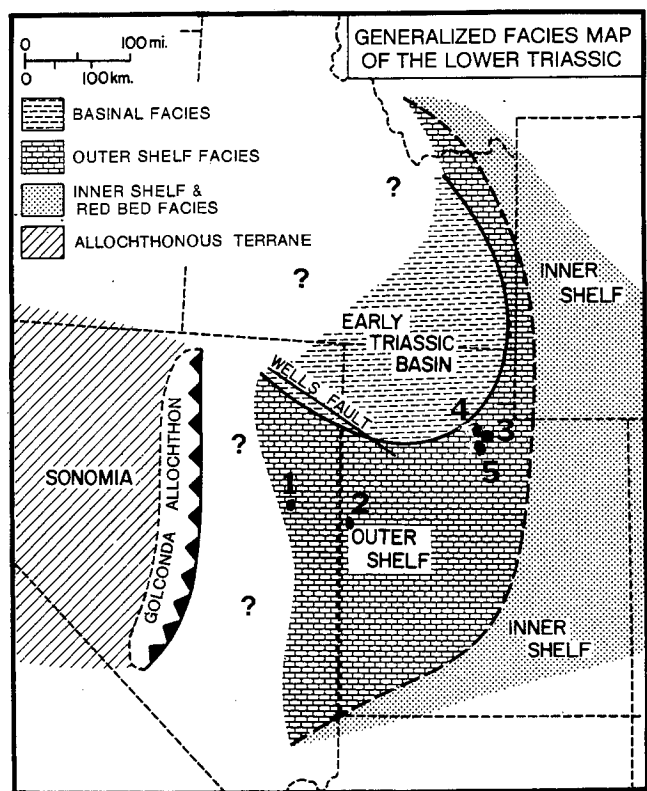 GENERALIZED FACIES MAP
OF THE LOWER TRIASSIC
0 100 mi.
0 100 km.
BASINAL FACIES
OUTER SHELF FACIES
INNER SHELF &
RED BED FACIES
ALLOCHTHONOUS TERRANE
?
?
INNER
SHELF
EARLY
TRIASSIC
BASIN
WELLS FAULT
4
3
5
?
SONOMIA
GOLCONDA ALLOCHTHON
1
2
OUTER
SHELF
?
INNER
SHELF